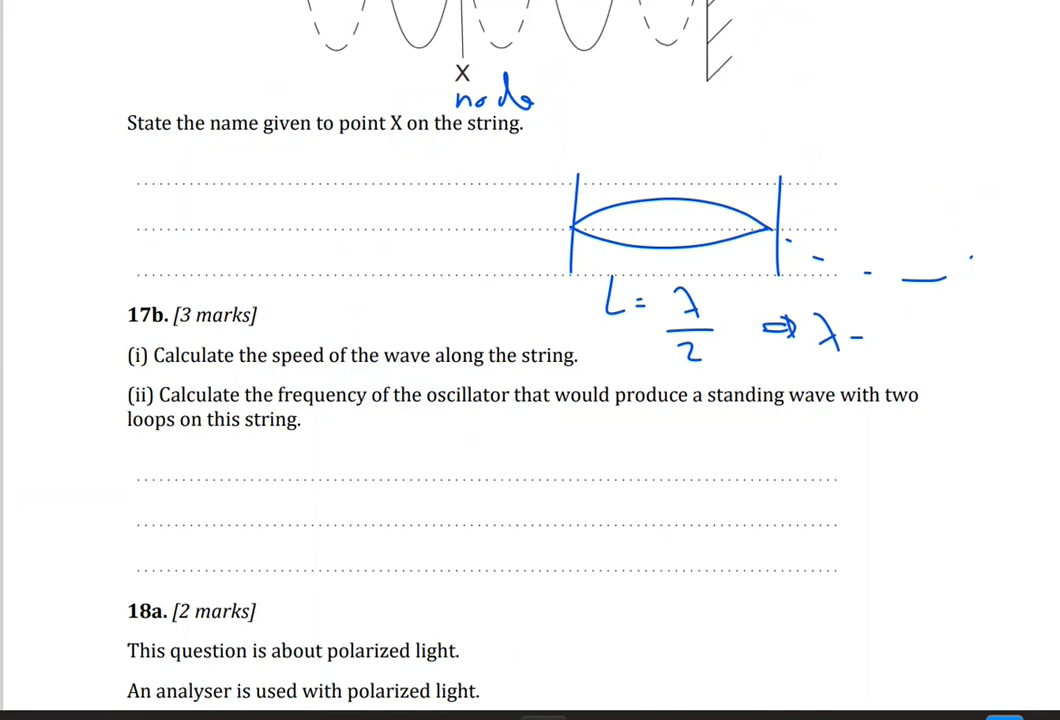 X
node
State the name given to point X on the string.
L = λ/2 ⇒ λ =
17b. [3 marks]
(i) Calculate the speed of the wave along the string.
(ii) Calculate the frequency of the oscillator that would produce a standing wave with two
loops on this string.
18a. [2 marks]
This question is about polarized light.
An analyser is used with polarized light.